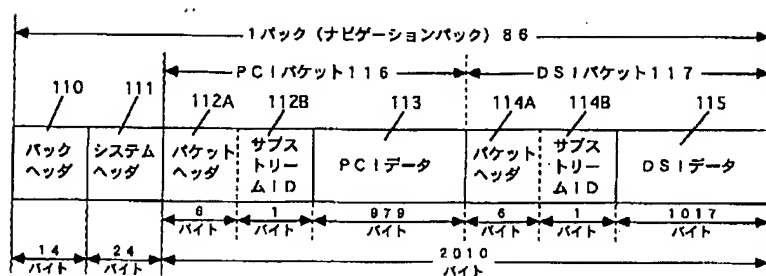 1パック（ナビゲーションパック）86
PCIパケット116
DSIパケット117
110
111
112A
112B
113
114A
114B
115
パック
ヘッダ
システム
ヘッダ
パケット
ヘッダ
サブス
トリー
ムID
PCIデータ
パケット
ヘッダ
サブス
トリー
ムID
DSIデータ
6
バイト
1
バイト
979
バイト
6
バイト
1
バイト
1017
バイト
14
バイト
24
バイト
2010
バイト